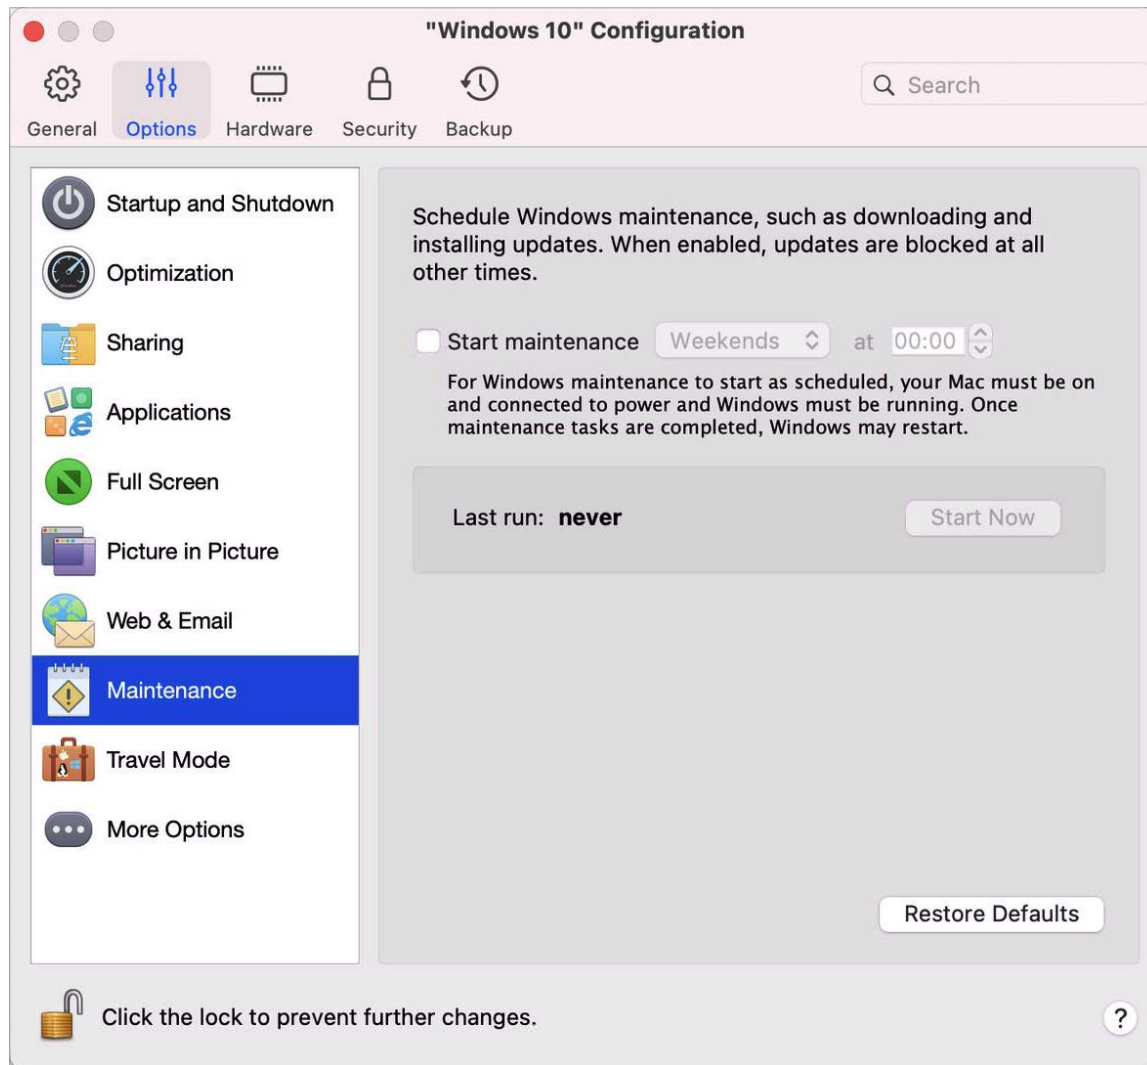 "Windows 10" Configuration
General
Options
Hardware
Security
Backup
Search
Startup and Shutdown
Optimization
Sharing
Applications
Full Screen
Picture in Picture
Web & Email
Maintenance
Travel Mode
More Options
Schedule Windows maintenance, such as downloading and
installing updates. When enabled, updates are blocked at all
other times.
Start maintenance Weekends at 00:00
For Windows maintenance to start as scheduled, your Mac must be on
and connected to power and Windows must be running. Once
maintenance tasks are completed, Windows may restart.
Last run: never Start Now
Restore Defaults
Click the lock to prevent further changes.
?